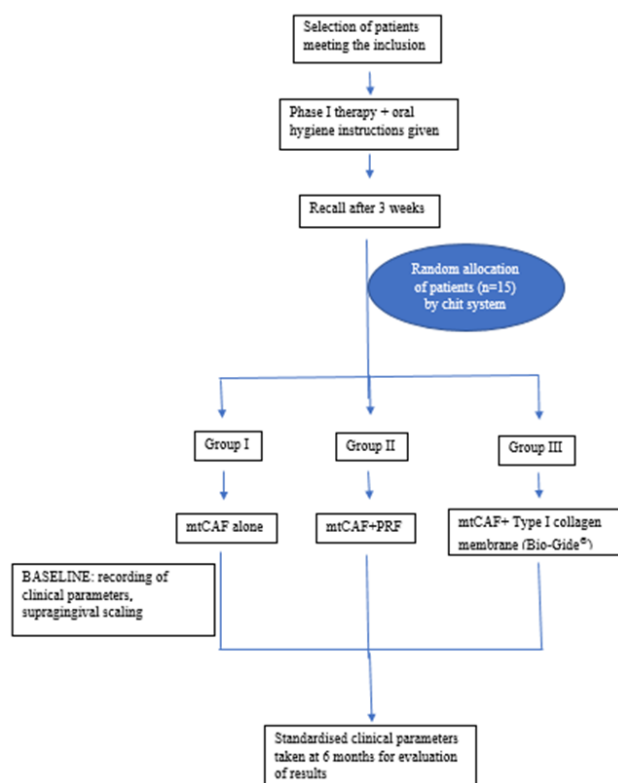 Selection of patients
meeting the inclusion
Phase I therapy + oral
hygiene instructions given
Recall after 3 weeks
Random allocation
of patients (n=15)
by chit system
Group I
Group II
Group III
mtCAF alone
mtCAF+PRF
mtCAF+ Type I collagen
membrane (Bio-Gide®)
BASELINE: recording of
clinical parameters,
supragingival scaling
Standardised clinical parameters
taken at 6 months for evaluation
of results